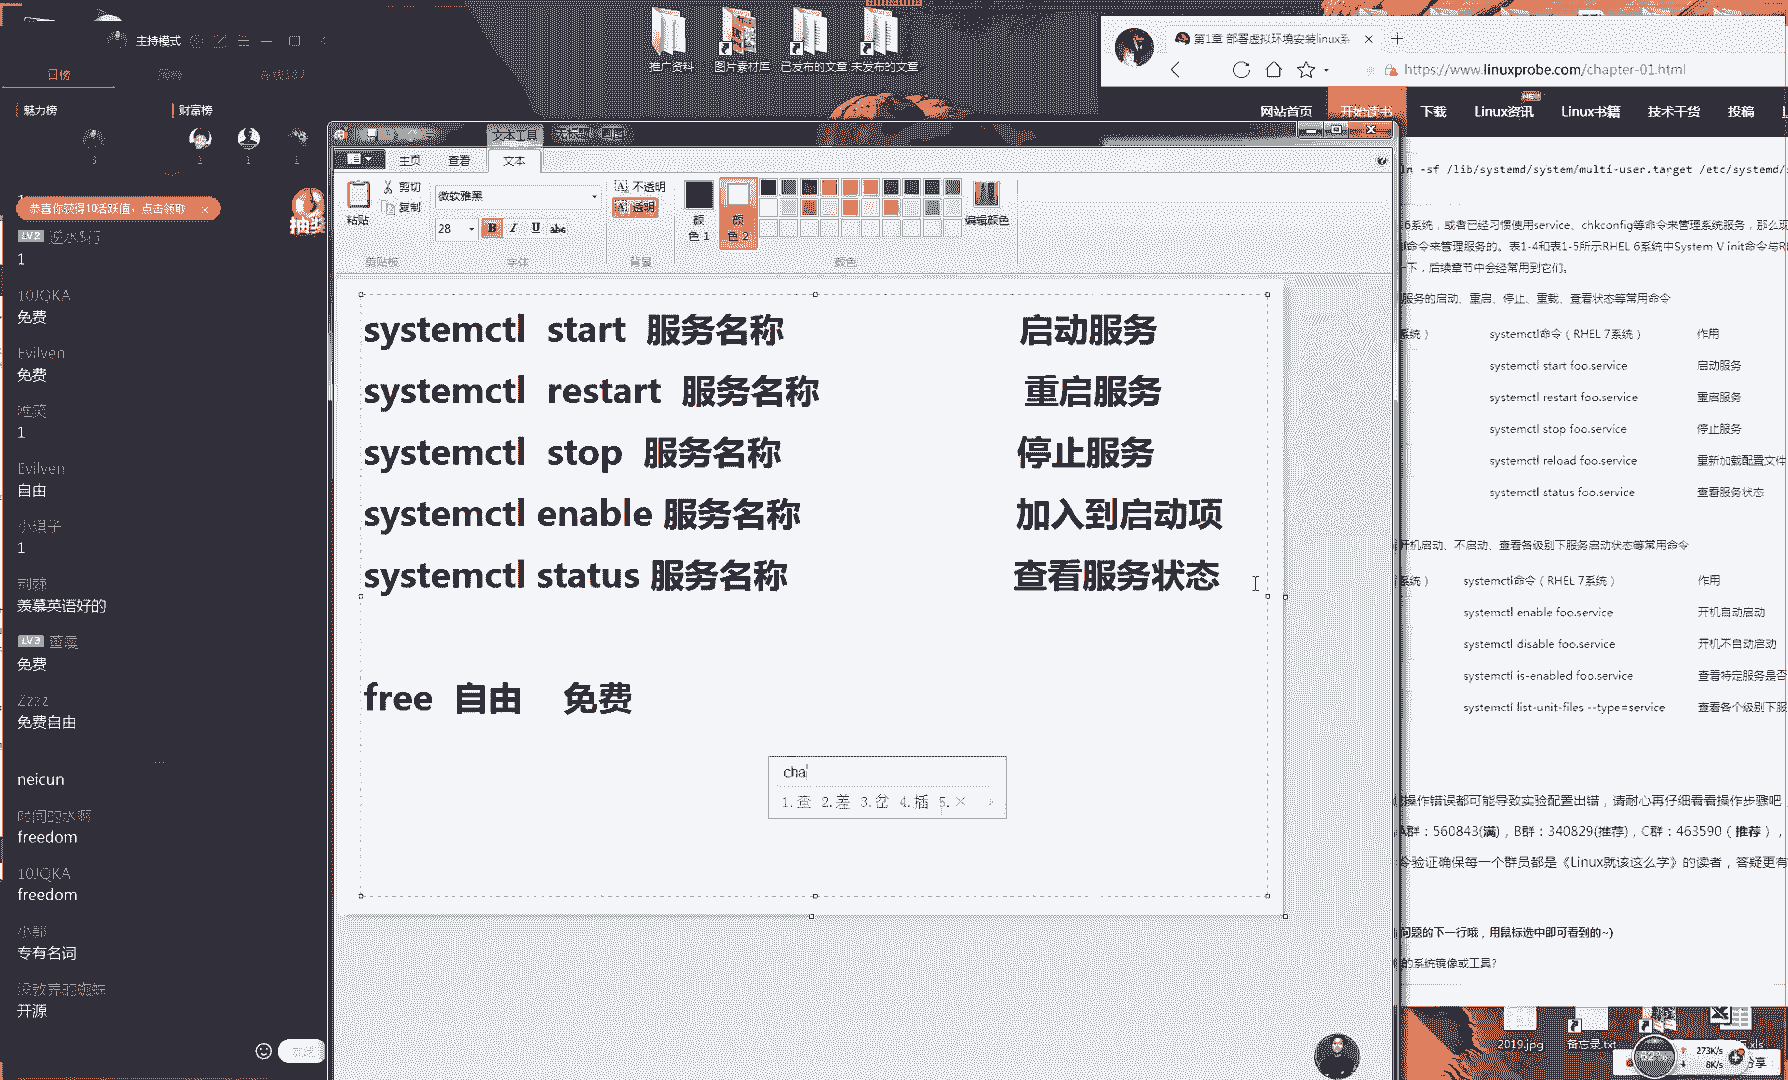 主持模式
日榜
魅力榜
财富榜
恭喜你获得10活跃值，点击领取 ×
LV2
1
10JQKA
免费
Evilven
免费
1
Evilven
自由
小镇子
1
荆棘
羡慕英语好的
LV3
免费
Zzzz
免费自由
neicun
时间的水啊
freedom
10JQKA
freedom
小郭
专有名词
开源
推广资料
图片素材库
已发布的文章
未发布的文章
文本工具
主页
查看
文本
粘贴
剪切
复制
剪贴板
微软雅黑
28
B I U abc
字体
不透明
透明
背景
颜色 1
颜色 2
颜色
编辑颜色
systemctl start 服务名称 启动服务
systemctl restart 服务名称 重启服务
systemctl stop 服务名称 停止服务
systemctl enable 服务名称 加入到启动项
systemctl status 服务名称 查看服务状态
free 自由 免费
cha
1.查 2.差 3.岔 4.插 5.×
第1章 部署虚拟环境安装linux系
https://www.linuxprobe.com/chapter-01.html
网站首页
开始读书
下载
Linux资讯
NEW
Linux书籍
技术干货
投稿
ln -sf /lib/systemd/system/multi-user.target /etc/systemd/
6系统，或者已经习惯使用service、chkconfig等命令来管理系统服务，那么现
命令来管理服务的。表1-4和表1-5所示RHEL 6系统中System V init命令与R
一下，后续章节中会经常用到它们。
服务的启动、重启、停止、重载、查看状态等常用命令
系统） systemctl命令（RHEL 7系统） 作用
systemctl start foo.service 启动服务
systemctl restart foo.service 重启服务
systemctl stop foo.service 停止服务
systemctl reload foo.service 重新加载配置文件
systemctl status foo.service 查看服务状态
开机启动、不启动、查看各级别下服务启动状态等常用命令
系统） systemctl命令（RHEL 7系统） 作用
systemctl enable foo.service 开机自动启动
systemctl disable foo.service 开机不自动启动
systemctl is-enabled foo.service 查看特定服务是否
systemctl list-unit-files --type=service 查看各个级别下服
操作错误都可能导致实验配置出错，请耐心再仔细看看操作步骤吧
A群：560843(满)，B群：340829(推荐)，C群：463590（推荐），
验证确保每一个群员都是《Linux就该这么学》的读者，答疑更有
问题的下一行哦，用鼠标选中即可看到的~)
的系统镜像或工具?
2019.jpg
备忘录.txt
.xls
62%
273K/s
8K/s
分享